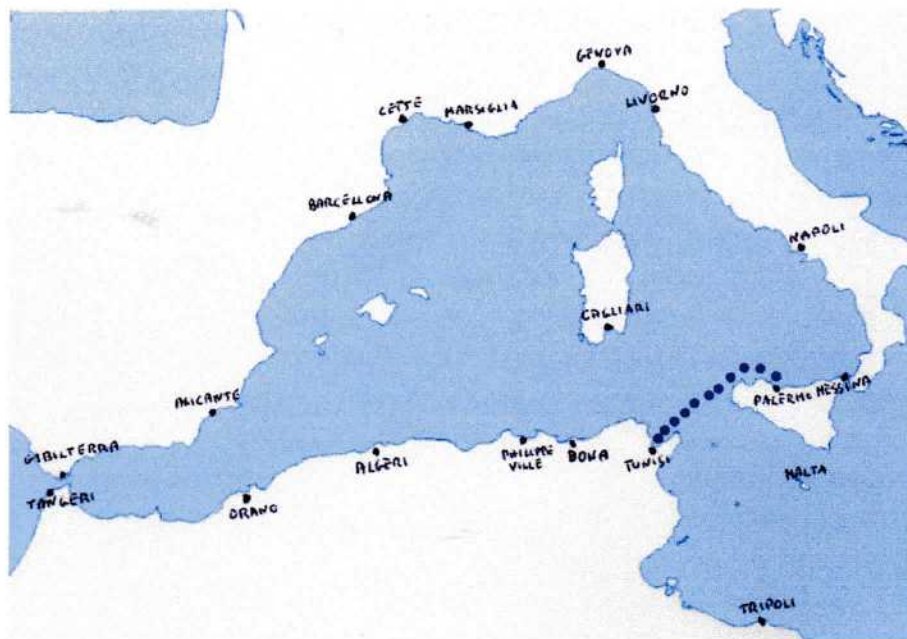 GENOVA
CETTE
MARSIGLIA
LIVORNO
BARCELLONA
NAPOLI
CAGLIARI
ALICANTE
PALERMO MESSINA
GIBILTERRA
TANGERI
ORANO
ALGERI
PHILIPPE
VILLE
BONA
TUNISI
MALTA
TRIPOLI